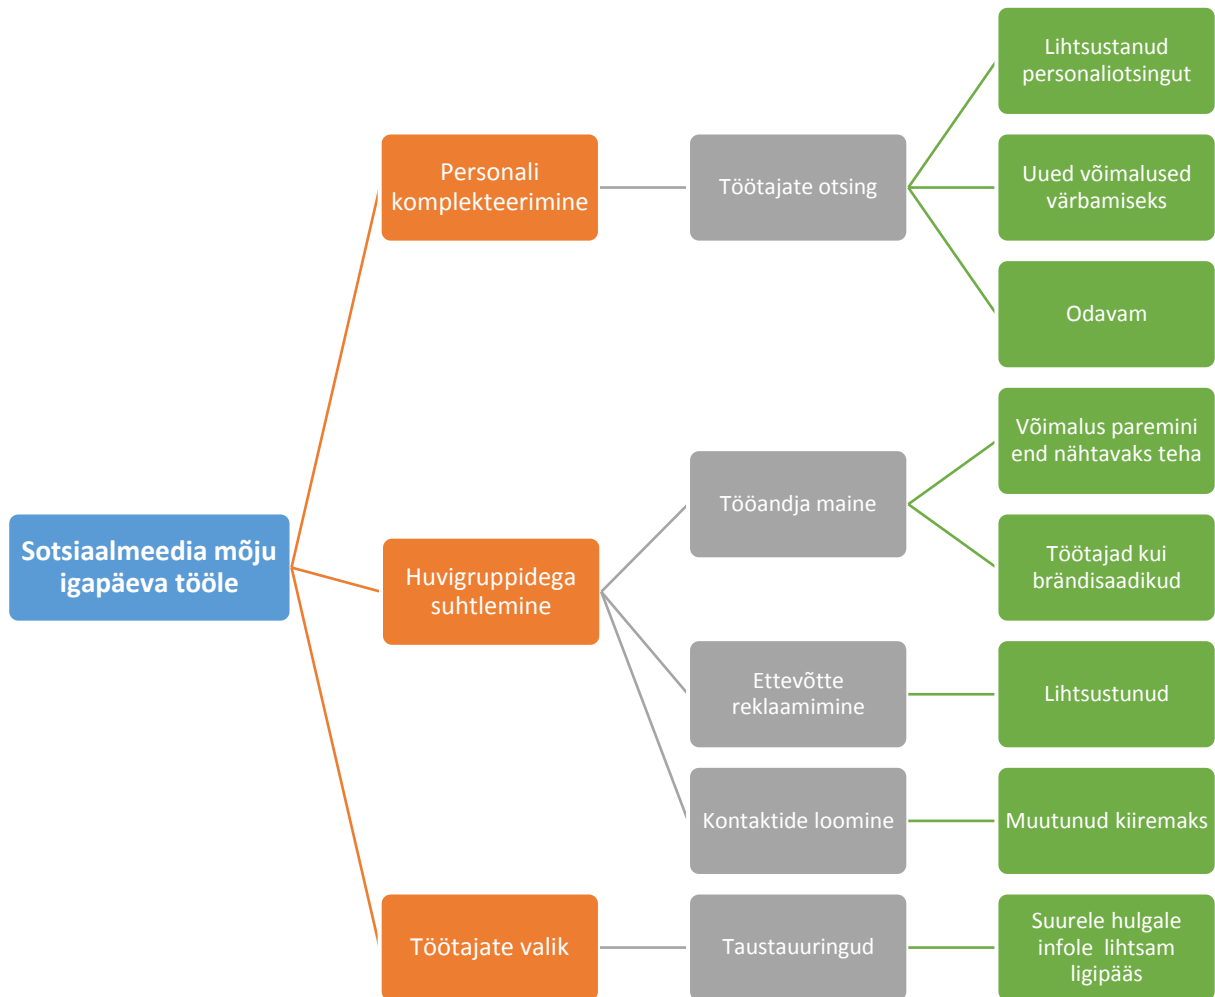 Sotsiaalmeedia mõju
igapäeva tööle
Personali
komplekteerimine
Töötajate otsing
Lihtsustanud
personaliotsingut
Uued võimalused
värbamiseks
Odavam
Huvigruppidega
suhtlemine
Tööandja maine
Võimalus paremini
end nähtavaks teha
Töötajad kui
brändisaadikud
Ettevõtte
reklaamimine
Lihtsustunud
Kontaktide loomine
Muutunud kiiremaks
Töötajate valik
Taustauuringud
Suurele hulgale
infole lihtsam
ligipääs